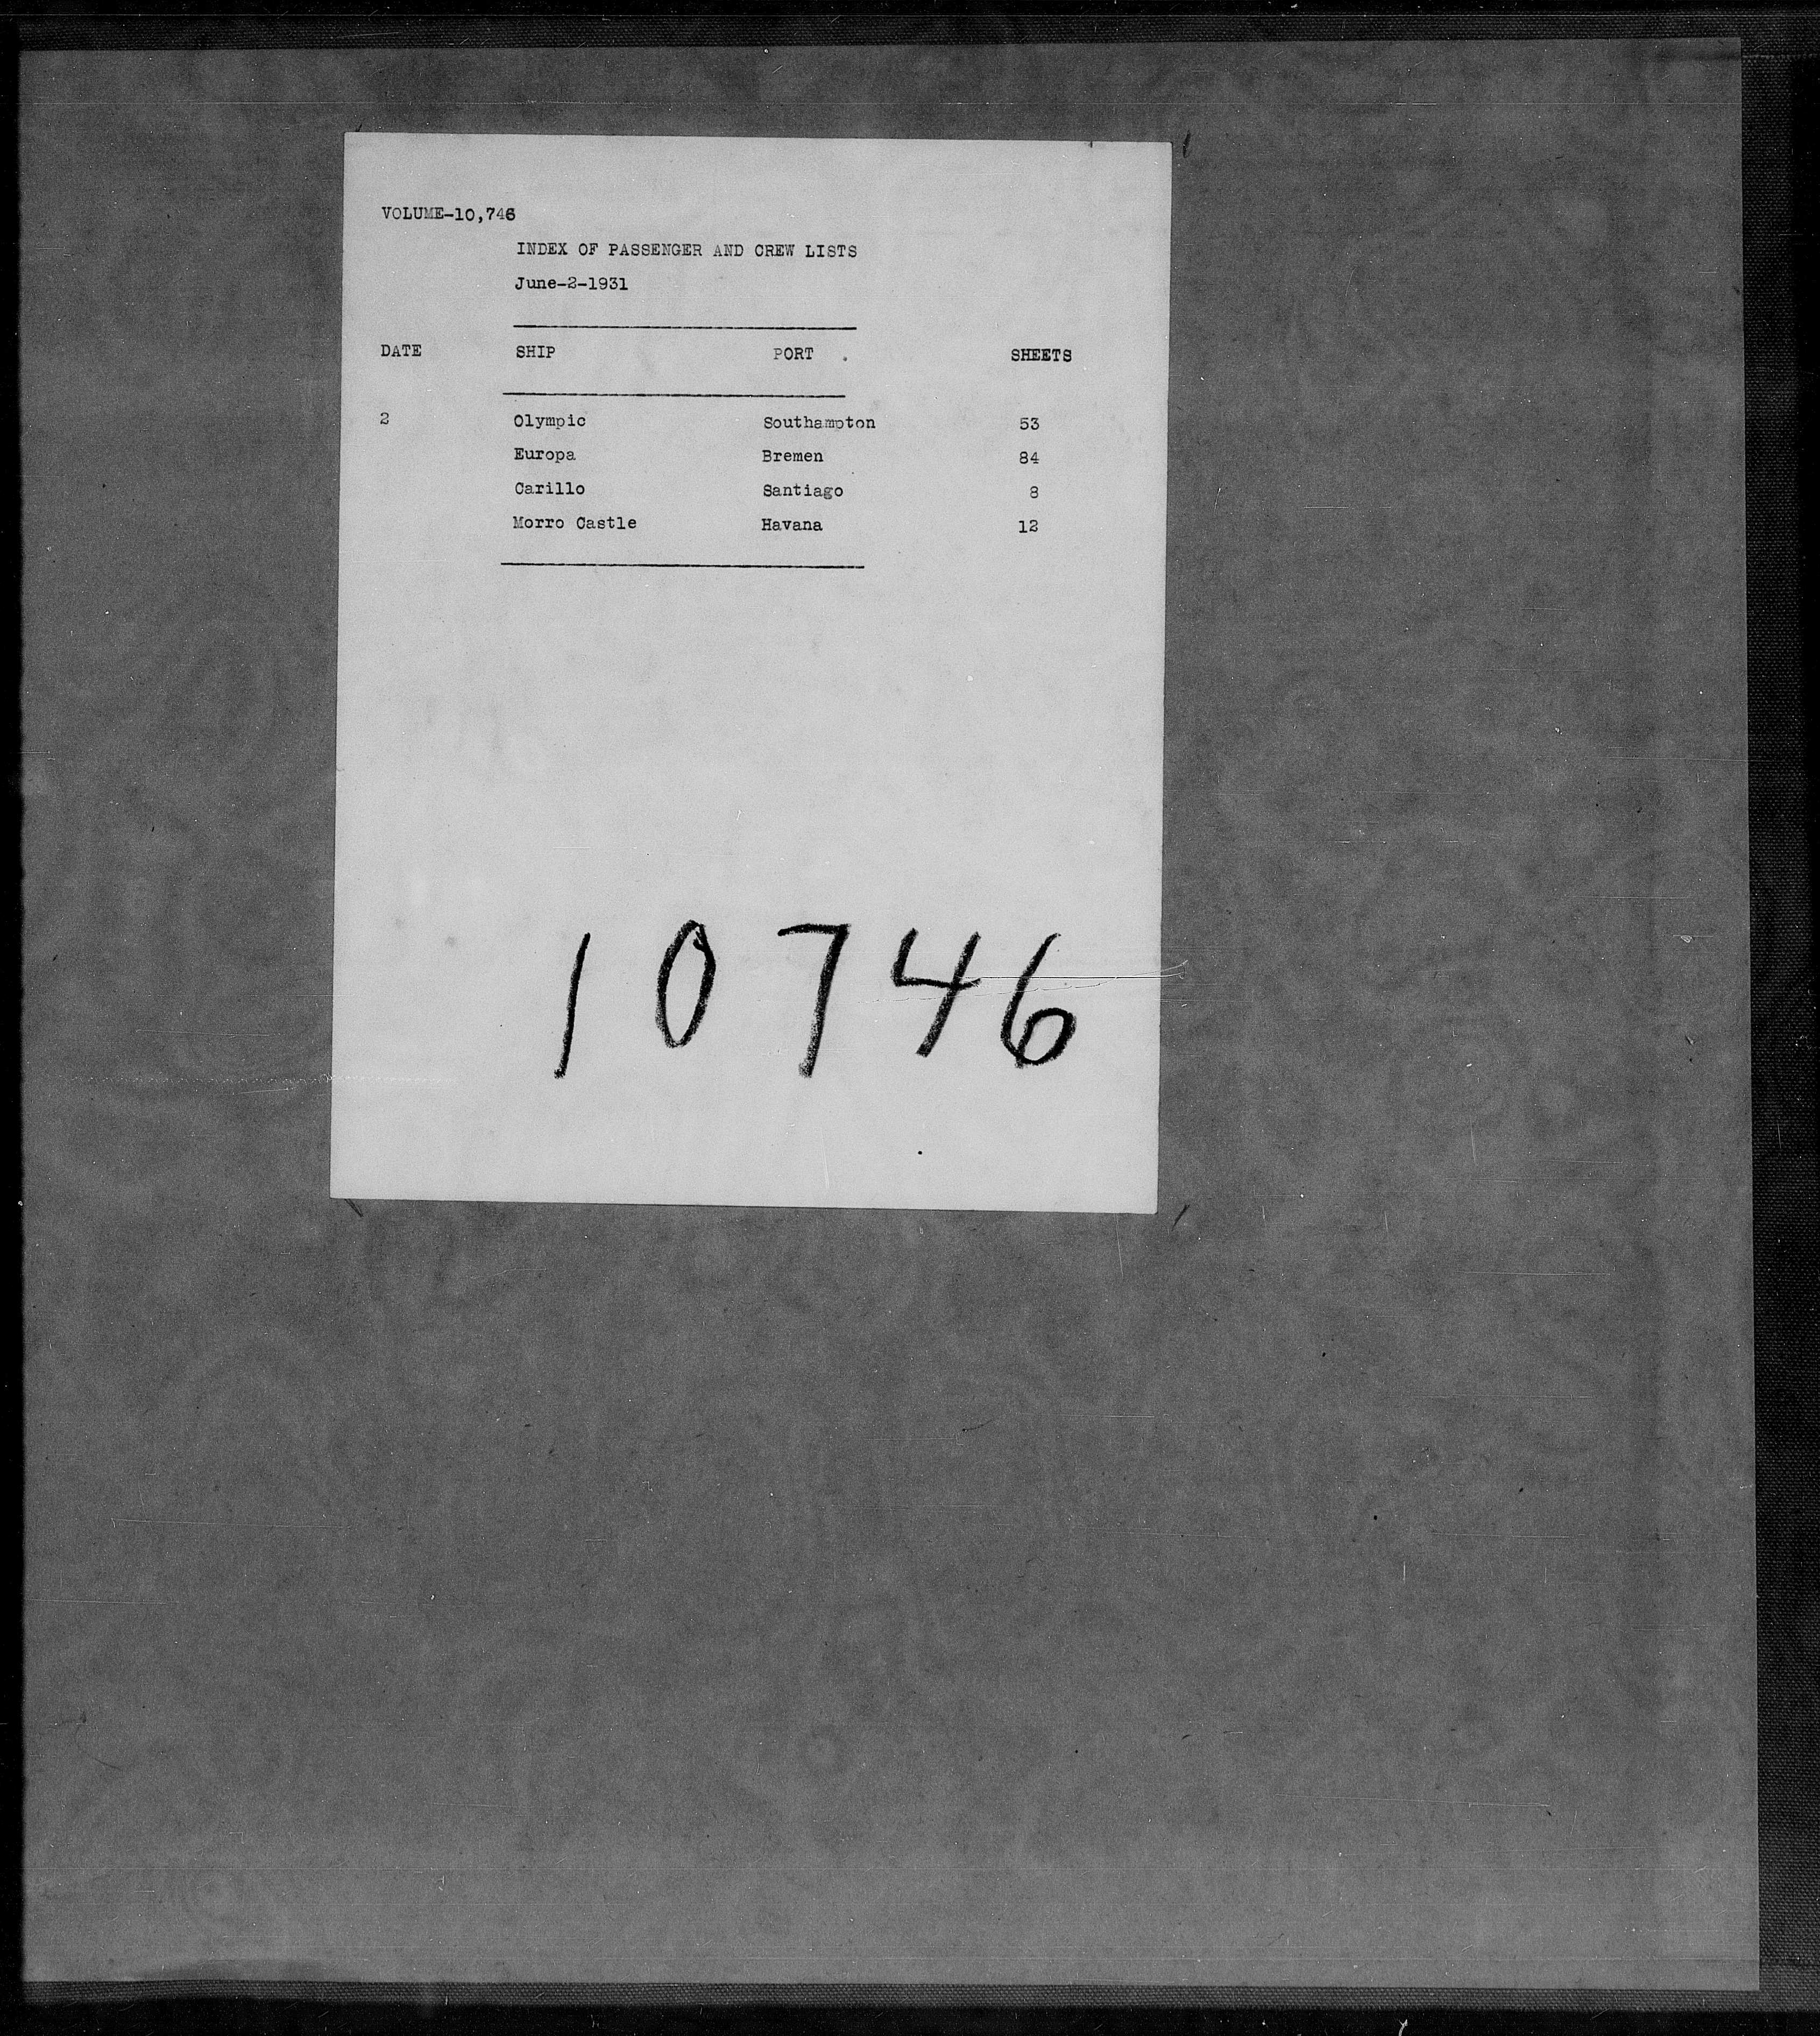 VOLUME-10,746
INDEX OF PASSENGER AND CREW LISTS
June-2-1931
DATE SHIP PORT . SHEETS
2 Olympic Southampton 53
Europa Bremen 84
Carillo Santiago 8
Morro Castle Havana 12
10746